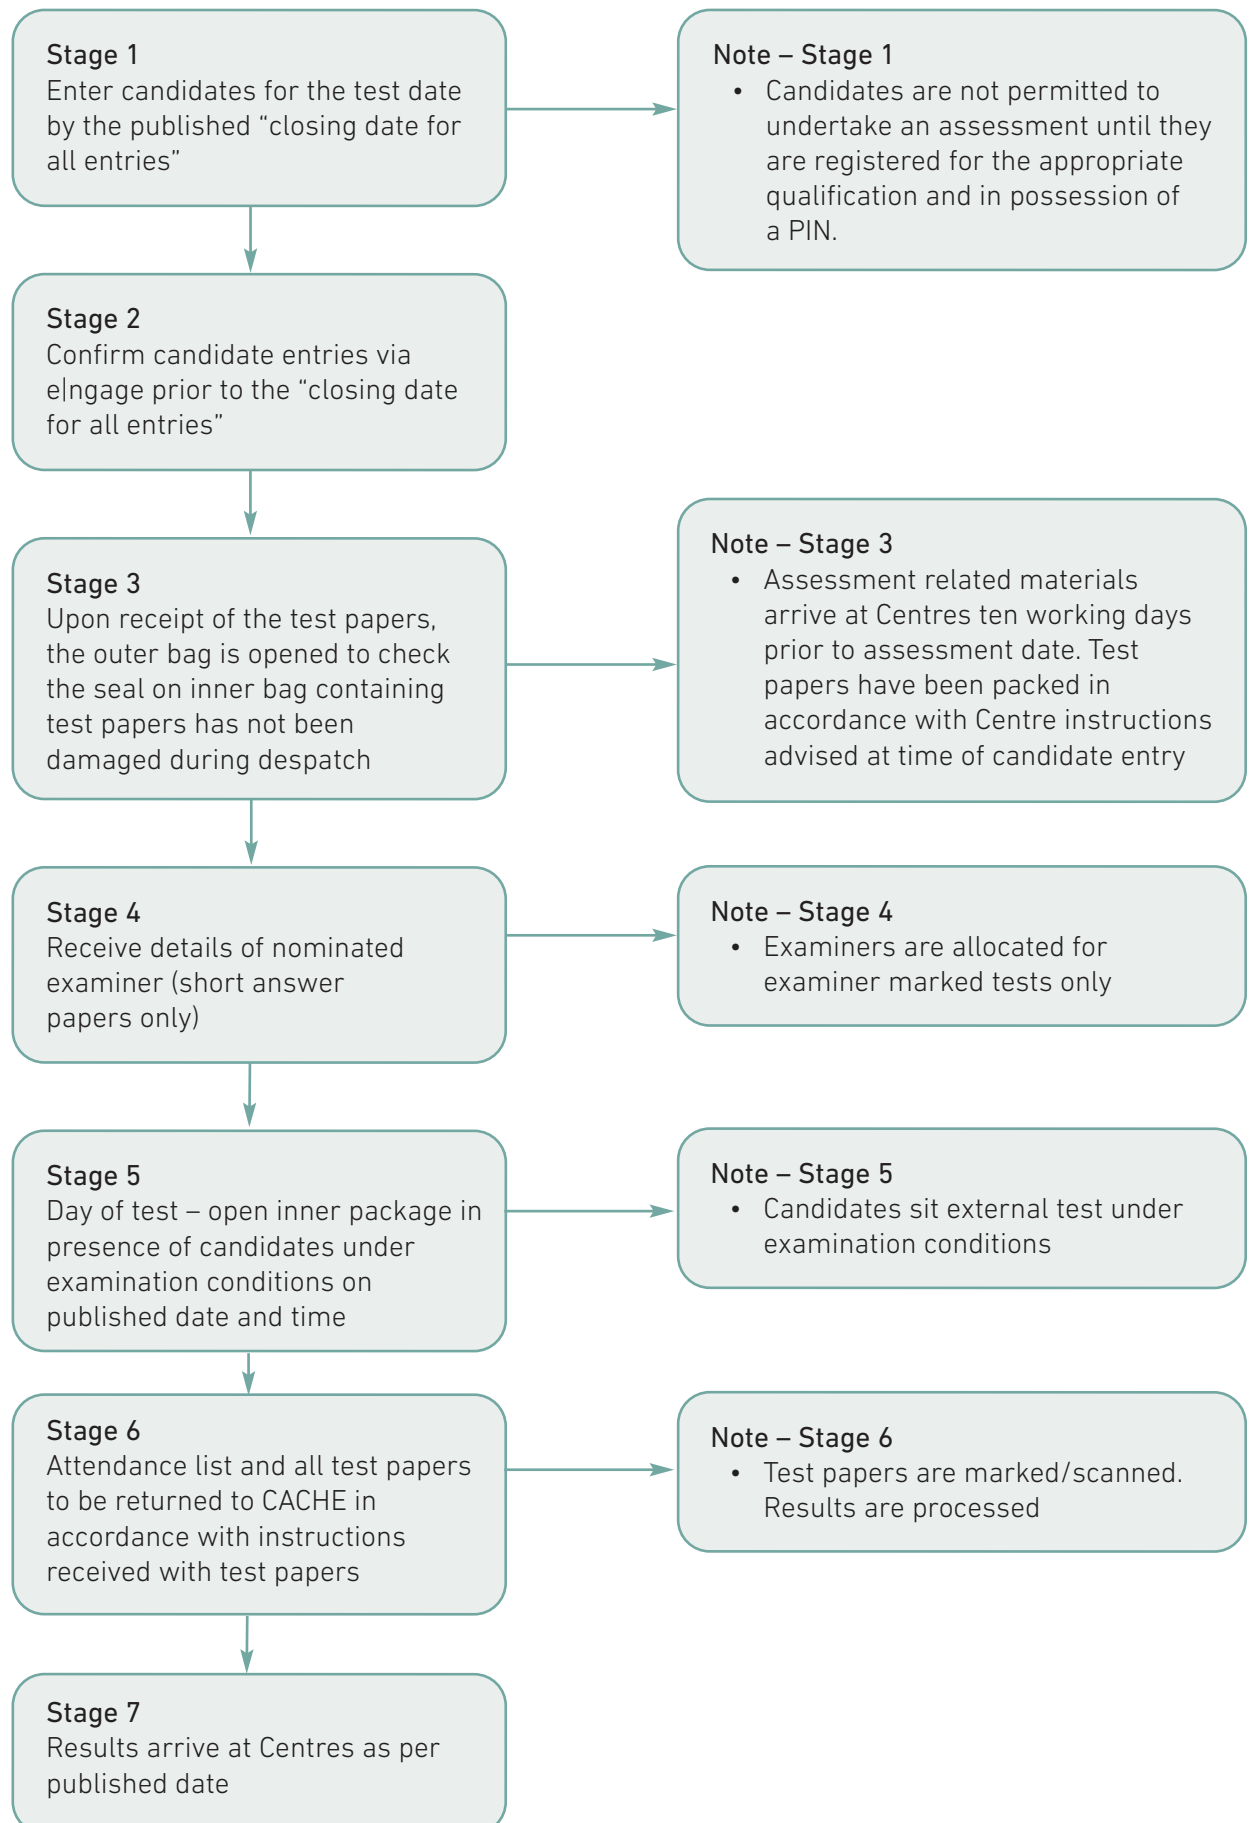 Stage 1
Enter candidates for the test date
by the published “closing date for
all entries”
Note – Stage 1
• Candidates are not permitted to
undertake an assessment until they
are registered for the appropriate
qualification and in possession of
a PIN.
Stage 2
Confirm candidate entries via
e|ngage prior to the “closing date
for all entries”
Stage 3
Upon receipt of the test papers,
the outer bag is opened to check
the seal on inner bag containing
test papers has not been
damaged during despatch
Note – Stage 3
• Assessment related materials
arrive at Centres ten working days
prior to assessment date. Test
papers have been packed in
accordance with Centre instructions
advised at time of candidate entry
Stage 4
Receive details of nominated
examiner (short answer
papers only)
Note – Stage 4
• Examiners are allocated for
examiner marked tests only
Stage 5
Day of test – open inner package in
presence of candidates under
examination conditions on
published date and time
Note – Stage 5
• Candidates sit external test under
examination conditions
Stage 6
Attendance list and all test papers
to be returned to CACHE in
accordance with instructions
received with test papers
Note – Stage 6
• Test papers are marked/scanned.
Results are processed
Stage 7
Results arrive at Centres as per
published date